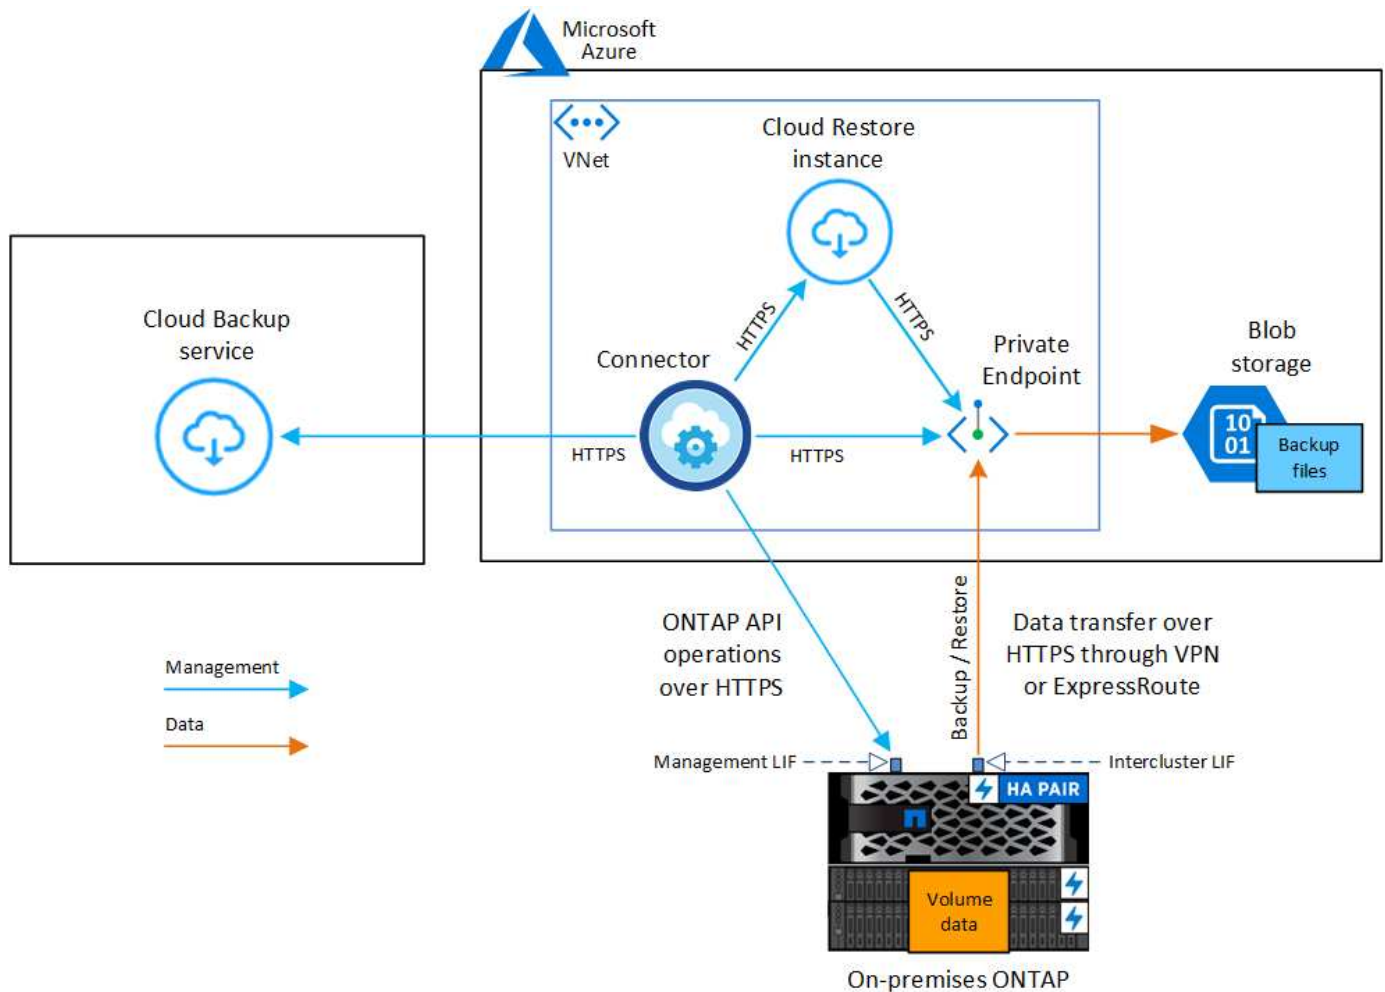 Microsoft
Azure
VNet
Cloud Restore
instance
Cloud Backup
service
HTTPS
HTTPS
Connector
Private
Endpoint
Blob
storage
10
01
Backup
files
HTTPS
HTTPS
ONTAP API
operations
over HTTPS
Backup / Restore
Data transfer over
HTTPS through VPN
or ExpressRoute
Management
Data
Management LIF
Intercluster LIF
HA PAIR
Volume
data
On-premises ONTAP